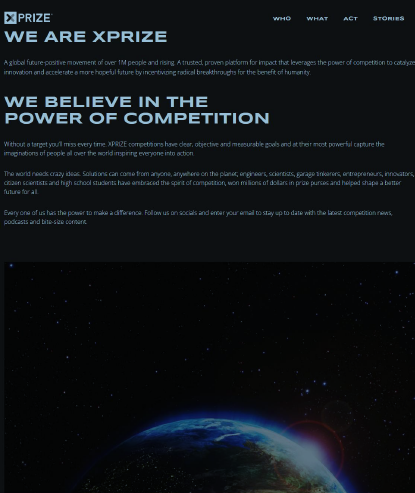 XPRIZE
WHO WHAT ACT STORIES
WE ARE XPRIZE
A global future-positive movement of over 1M people and rising. A trusted, proven platform for impact that leverages the power of competition to catalyze
innovation and accelerate a more hopeful future by incentivizing radical breakthroughs for the benefit of humanity.
WE BELIEVE IN THE
POWER OF COMPETITION
Without a target you'll miss every time. XPRIZE competitions have clear, objective and measurable goals and at their most powerful capture the
imaginations of people all over the world inspiring everyone into action.
The world needs crazy ideas. Solutions can come from anyone, anywhere on the planet; engineers, scientists, garage tinkerers, entrepreneurs, innovators,
citizen scientists and high school students have embraced the spirit of competition, won millions of dollars in prize purses and helped shape a better
future for all.
Every one of us has the power to make a difference. Follow us on socials and enter your email to stay up to date with the latest competition news,
podcasts and bite-size content.